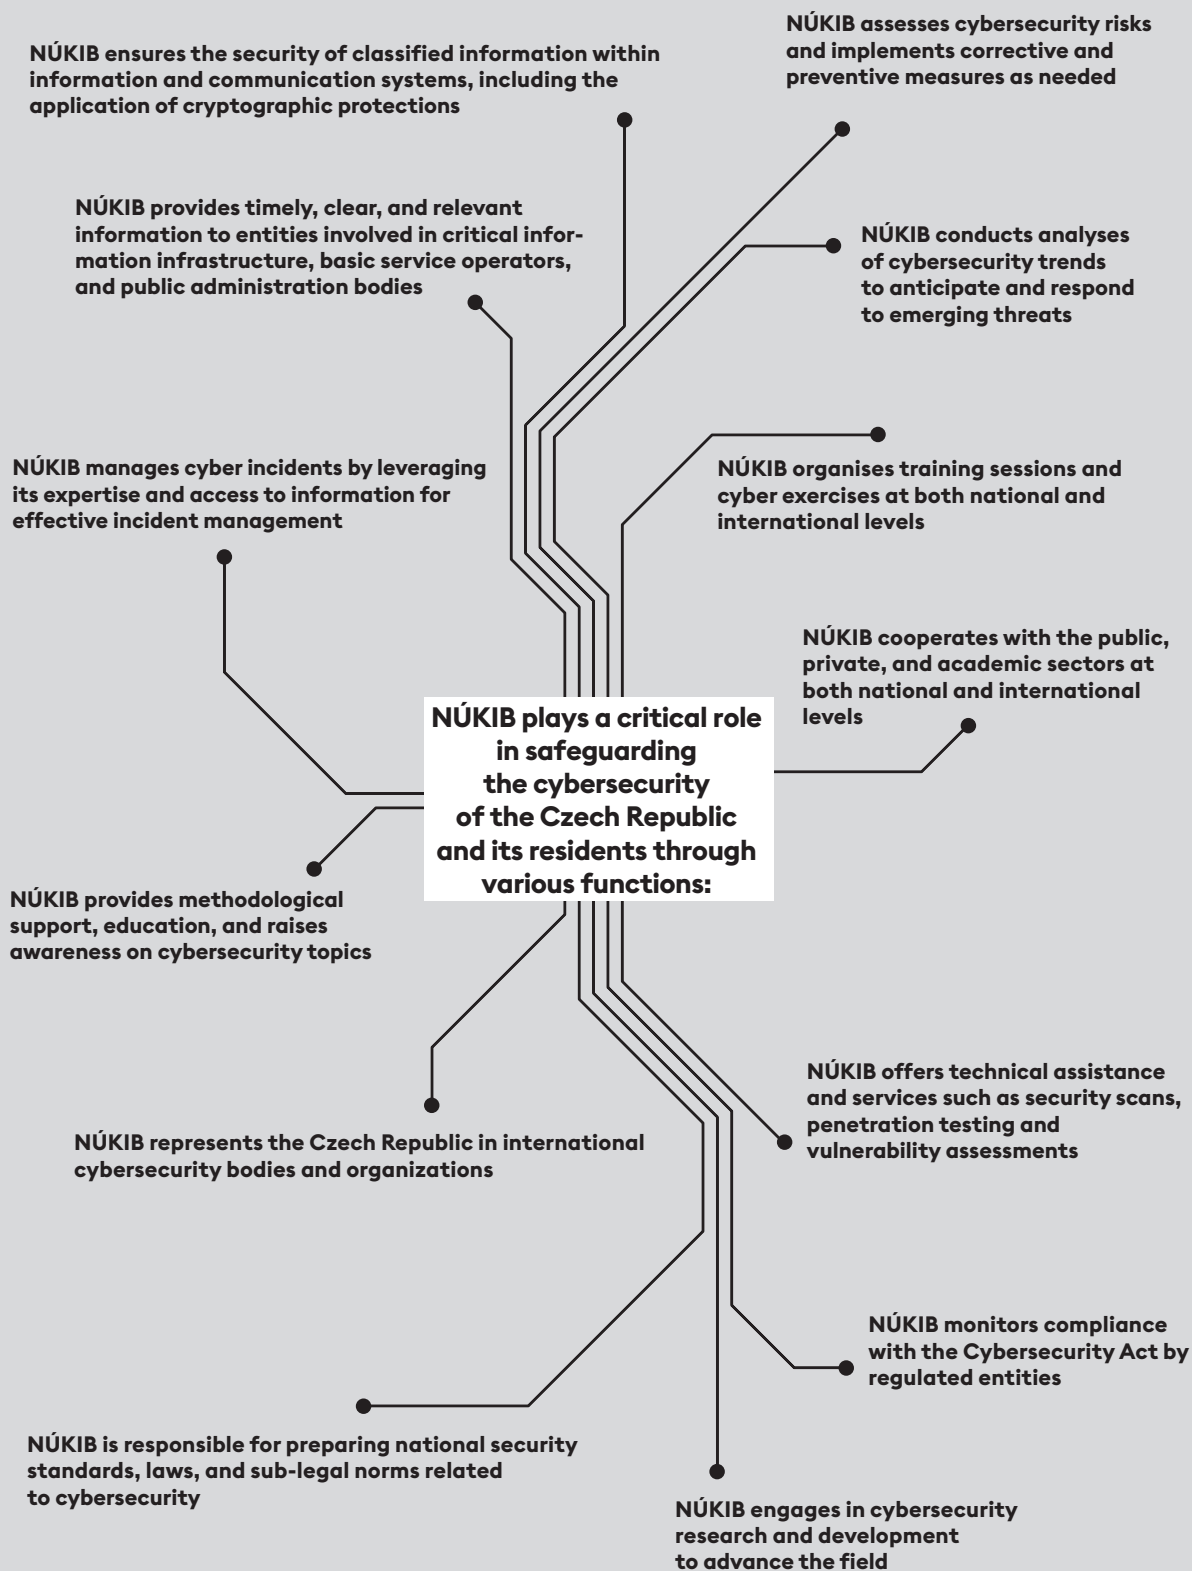 NÚKIB ensures the security of classified information within
information and communication systems, including the
application of cryptographic protections
NÚKIB assesses cybersecurity risks
and implements corrective and
preventive measures as needed
NÚKIB provides timely, clear, and relevant
information to entities involved in critical infor-
mation infrastructure, basic service operators,
and public administration bodies
NÚKIB conducts analyses
of cybersecurity trends
to anticipate and respond
to emerging threats
NÚKIB manages cyber incidents by leveraging
its expertise and access to information for
effective incident management
NÚKIB organises training sessions and
cyber exercises at both national and
international levels
NÚKIB cooperates with the public,
private, and academic sectors at
both national and international
levels
NÚKIB plays a critical role
in safeguarding
the cybersecurity
of the Czech Republic
and its residents through
various functions:
NÚKIB provides methodological
support, education, and raises
awareness on cybersecurity topics
NÚKIB offers technical assistance
and services such as security scans,
penetration testing and
vulnerability assessments
NÚKIB represents the Czech Republic in international
cybersecurity bodies and organizations
NÚKIB monitors compliance
with the Cybersecurity Act by
regulated entities
NÚKIB is responsible for preparing national security
standards, laws, and sub-legal norms related
to cybersecurity
NÚKIB engages in cybersecurity
research and development
to advance the field